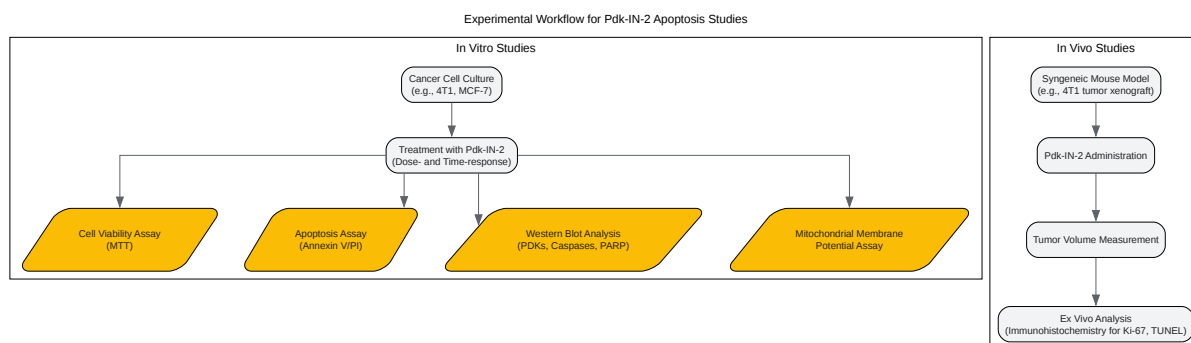 Experimental Workflow for Pdk-IN-2 Apoptosis Studies
In Vitro Studies
Cancer Cell Culture
(e.g., 4T1, MCF-7)
Treatment with Pdk-IN-2
(Dose- and Time-response)
Cell Viability Assay
(MTT)
Apoptosis Assay
(Annexin V/PI)
Western Blot Analysis
(PDKs, Caspases, PARP)
Mitochondrial Membrane
Potential Assay
In Vivo Studies
Syngeneic Mouse Model
(e.g., 4T1 tumor xenograft)
Pdk-IN-2 Administration
Tumor Volume Measurement
Ex Vivo Analysis
(Immunohistochemistry for Ki-67, TUNEL)